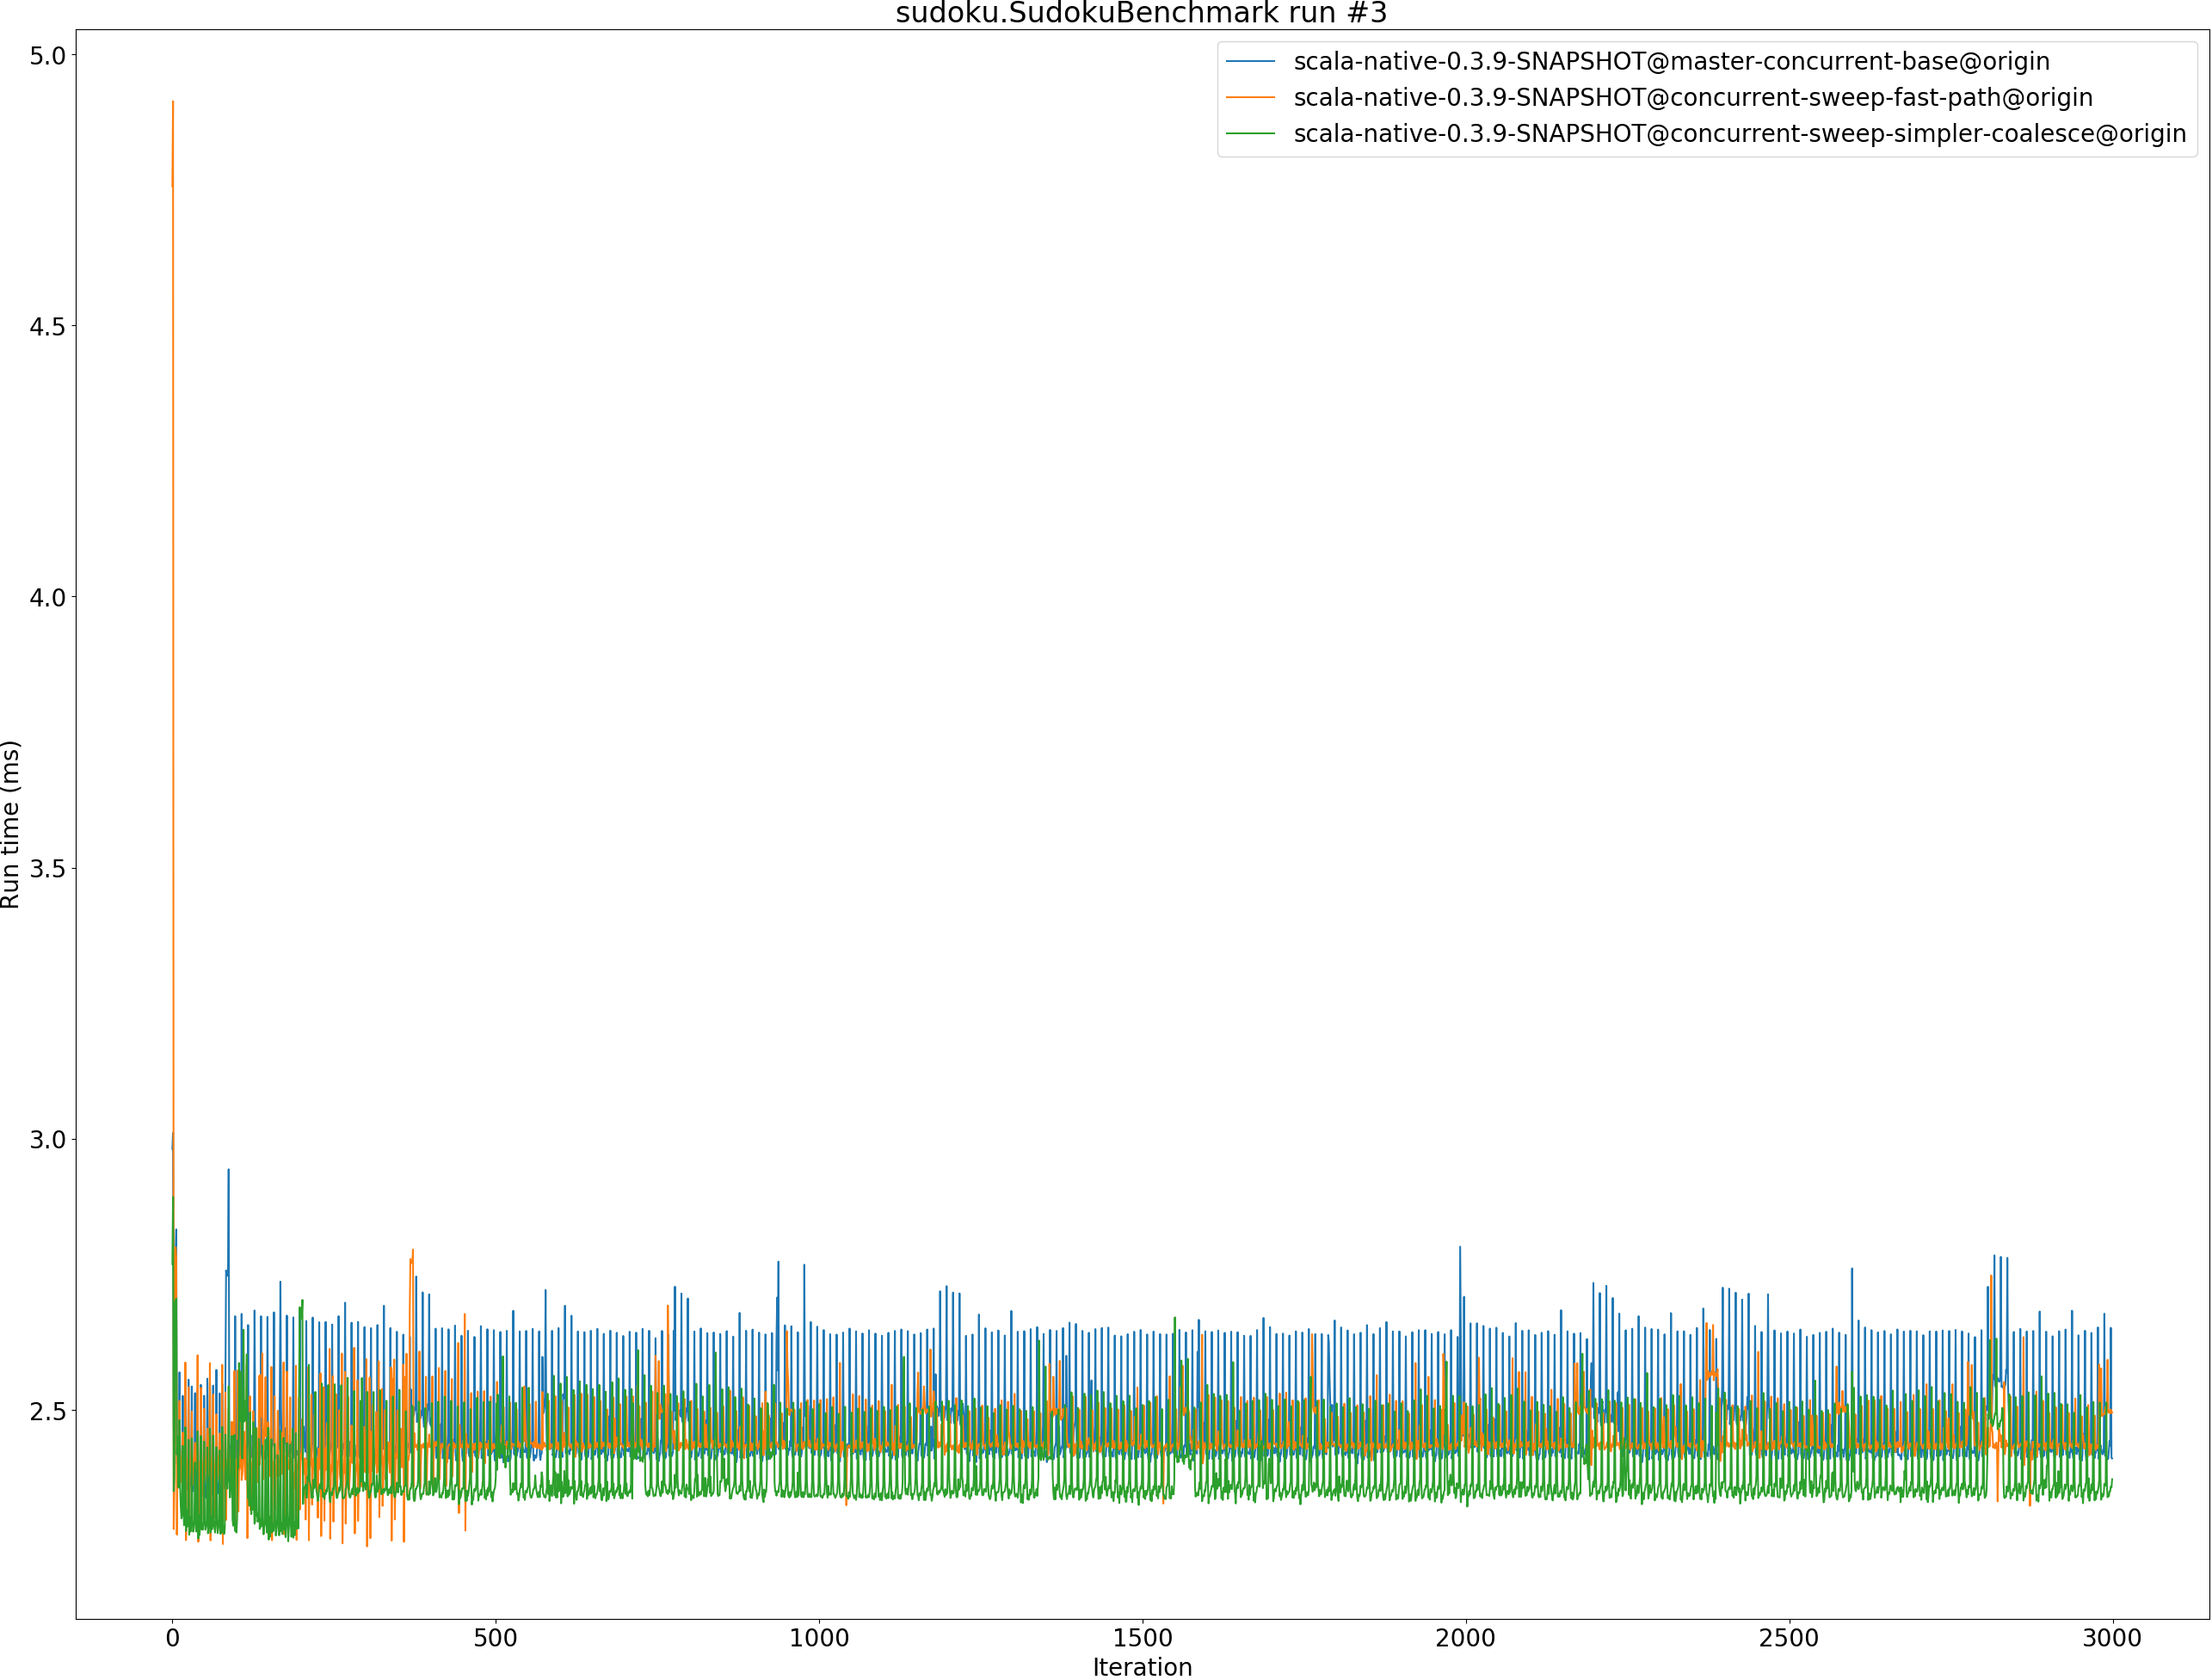 sudoku.SudokuBenchmark run #3
scala-native-0.3.9-SNAPSHOT@master-concurrent-base@origin
scala-native-0.3.9-SNAPSHOT@concurrent-sweep-fast-path@origin
scala-native-0.3.9-SNAPSHOT@concurrent-sweep-simpler-coalesce@origin
Run time (ms)
5.0
4.5
4.0
3.5
3.0
2.5
0 500 1000 1500 2000 2500 3000
Iteration